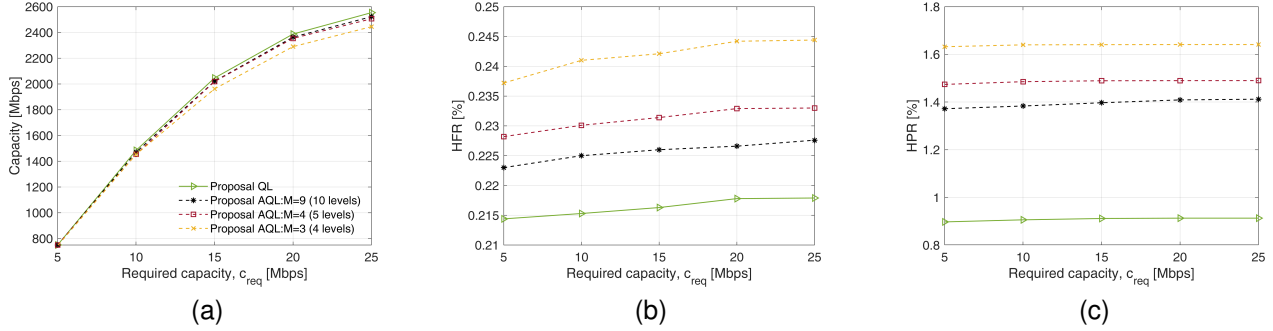 2600
2400
2200
2000
1800
1600
1400
1200
1000
800
Capacity [Mbps]
Proposal QL
Proposal AQL:M=9 (10 levels)
Proposal AQL:M=4 (5 levels)
Proposal AQL:M=3 (4 levels)
5 10 15 20 25
Required capacity, c_req [Mbps]
(a)
0.25
0.245
0.24
0.235
0.23
0.225
0.22
0.215
0.21
HFR [%]
5 10 15 20 25
Required capacity, c_req [Mbps]
(b)
1.8
1.6
1.4
1.2
1
0.8
HPR [%]
5 10 15 20 25
Required capacity, c_req [Mbps]
(c)